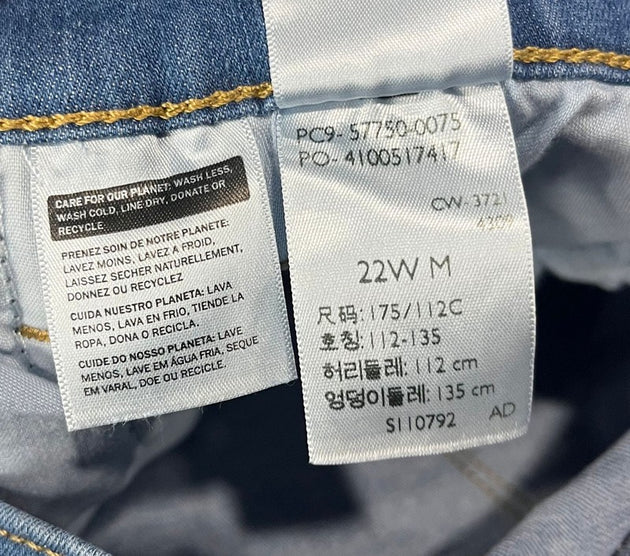 CARE FOR OUR PLANET: WASH LESS,
WASH COLD, LINE DRY, DONATE OR
RECYCLE
PRENEZ SOIN DE NOTRE PLANETE:
LAVEZ MOINS, LAVEZ A FROID,
LAISSEZ SECHER NATURELLEMENT,
DONNEZ OU RECYCLEZ
CUIDA NUESTRO PLANETA: LAVA
MENOS, LAVA EN FRIO, TIENDE LA
ROPA, DONA O RECICLA.
CUIDE DO NOSSO PLANETA: LAVE
MENOS, LAVE EM ÁGUA FRIA, SEQUE
EM VARAL, DOE OU RECICLE.
PC9- 57750-0075
PO- 4100517417
CW-3721
4309
22W M
尺码: 175/112C
호칭: 112-135
허리둘레: 112 cm
엉덩이둘레: 135 cm
S110792 AD